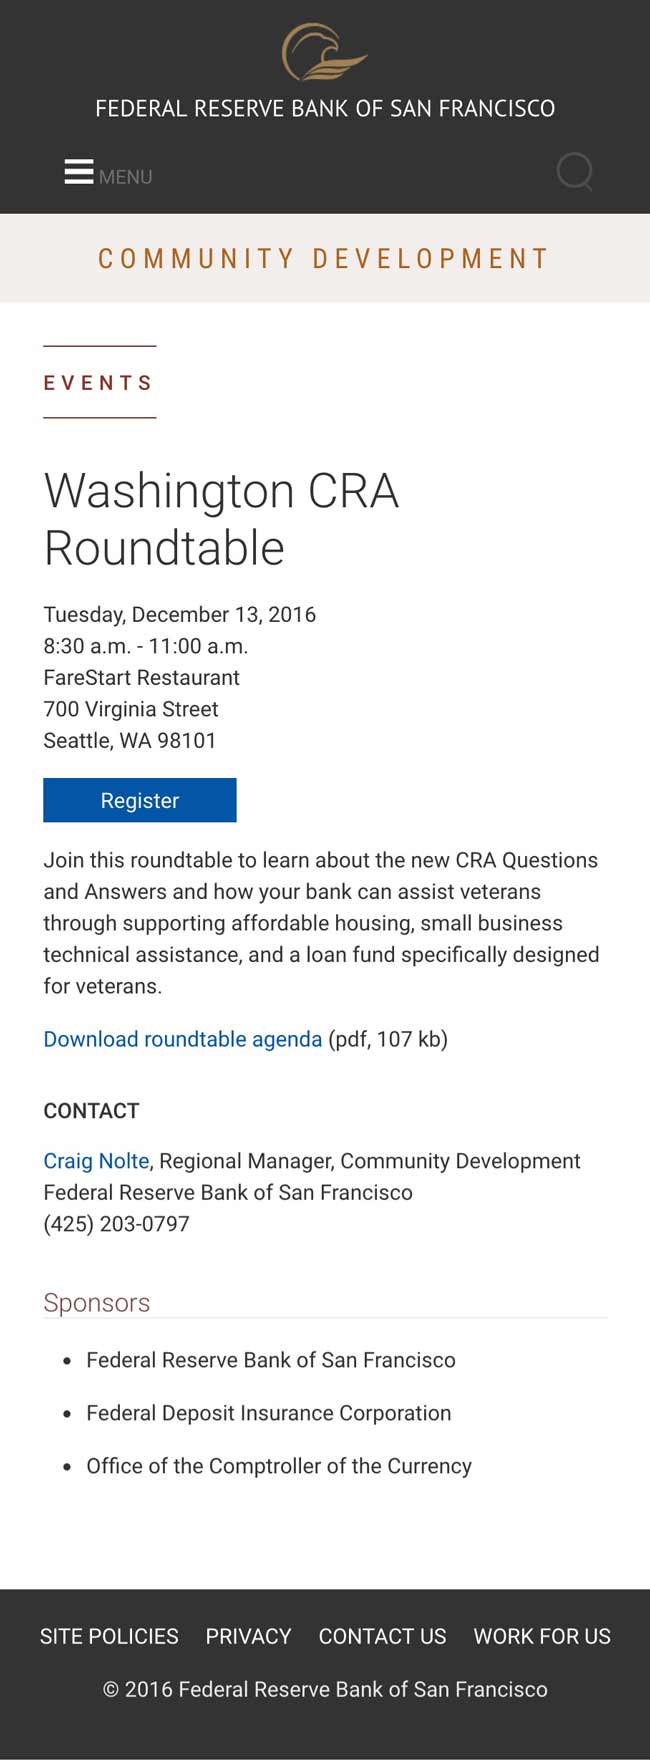 FEDERAL RESERVE BANK OF SAN FRANCISCO
MENU
COMMUNITY DEVELOPMENT
EVENTS
Washington CRA
Roundtable
Tuesday, December 13, 2016
8:30 a.m. - 11:00 a.m.
FareStart Restaurant
700 Virginia Street
Seattle, WA 98101
Register
Join this roundtable to learn about the new CRA Questions
and Answers and how your bank can assist veterans
through supporting affordable housing, small business
technical assistance, and a loan fund specifically designed
for veterans.
Download roundtable agenda (pdf, 107 kb)
CONTACT
Craig Nolte, Regional Manager, Community Development
Federal Reserve Bank of San Francisco
(425) 203-0797
Sponsors
• Federal Reserve Bank of San Francisco
• Federal Deposit Insurance Corporation
• Office of the Comptroller of the Currency
SITE POLICIES PRIVACY CONTACT US WORK FOR US
© 2016 Federal Reserve Bank of San Francisco